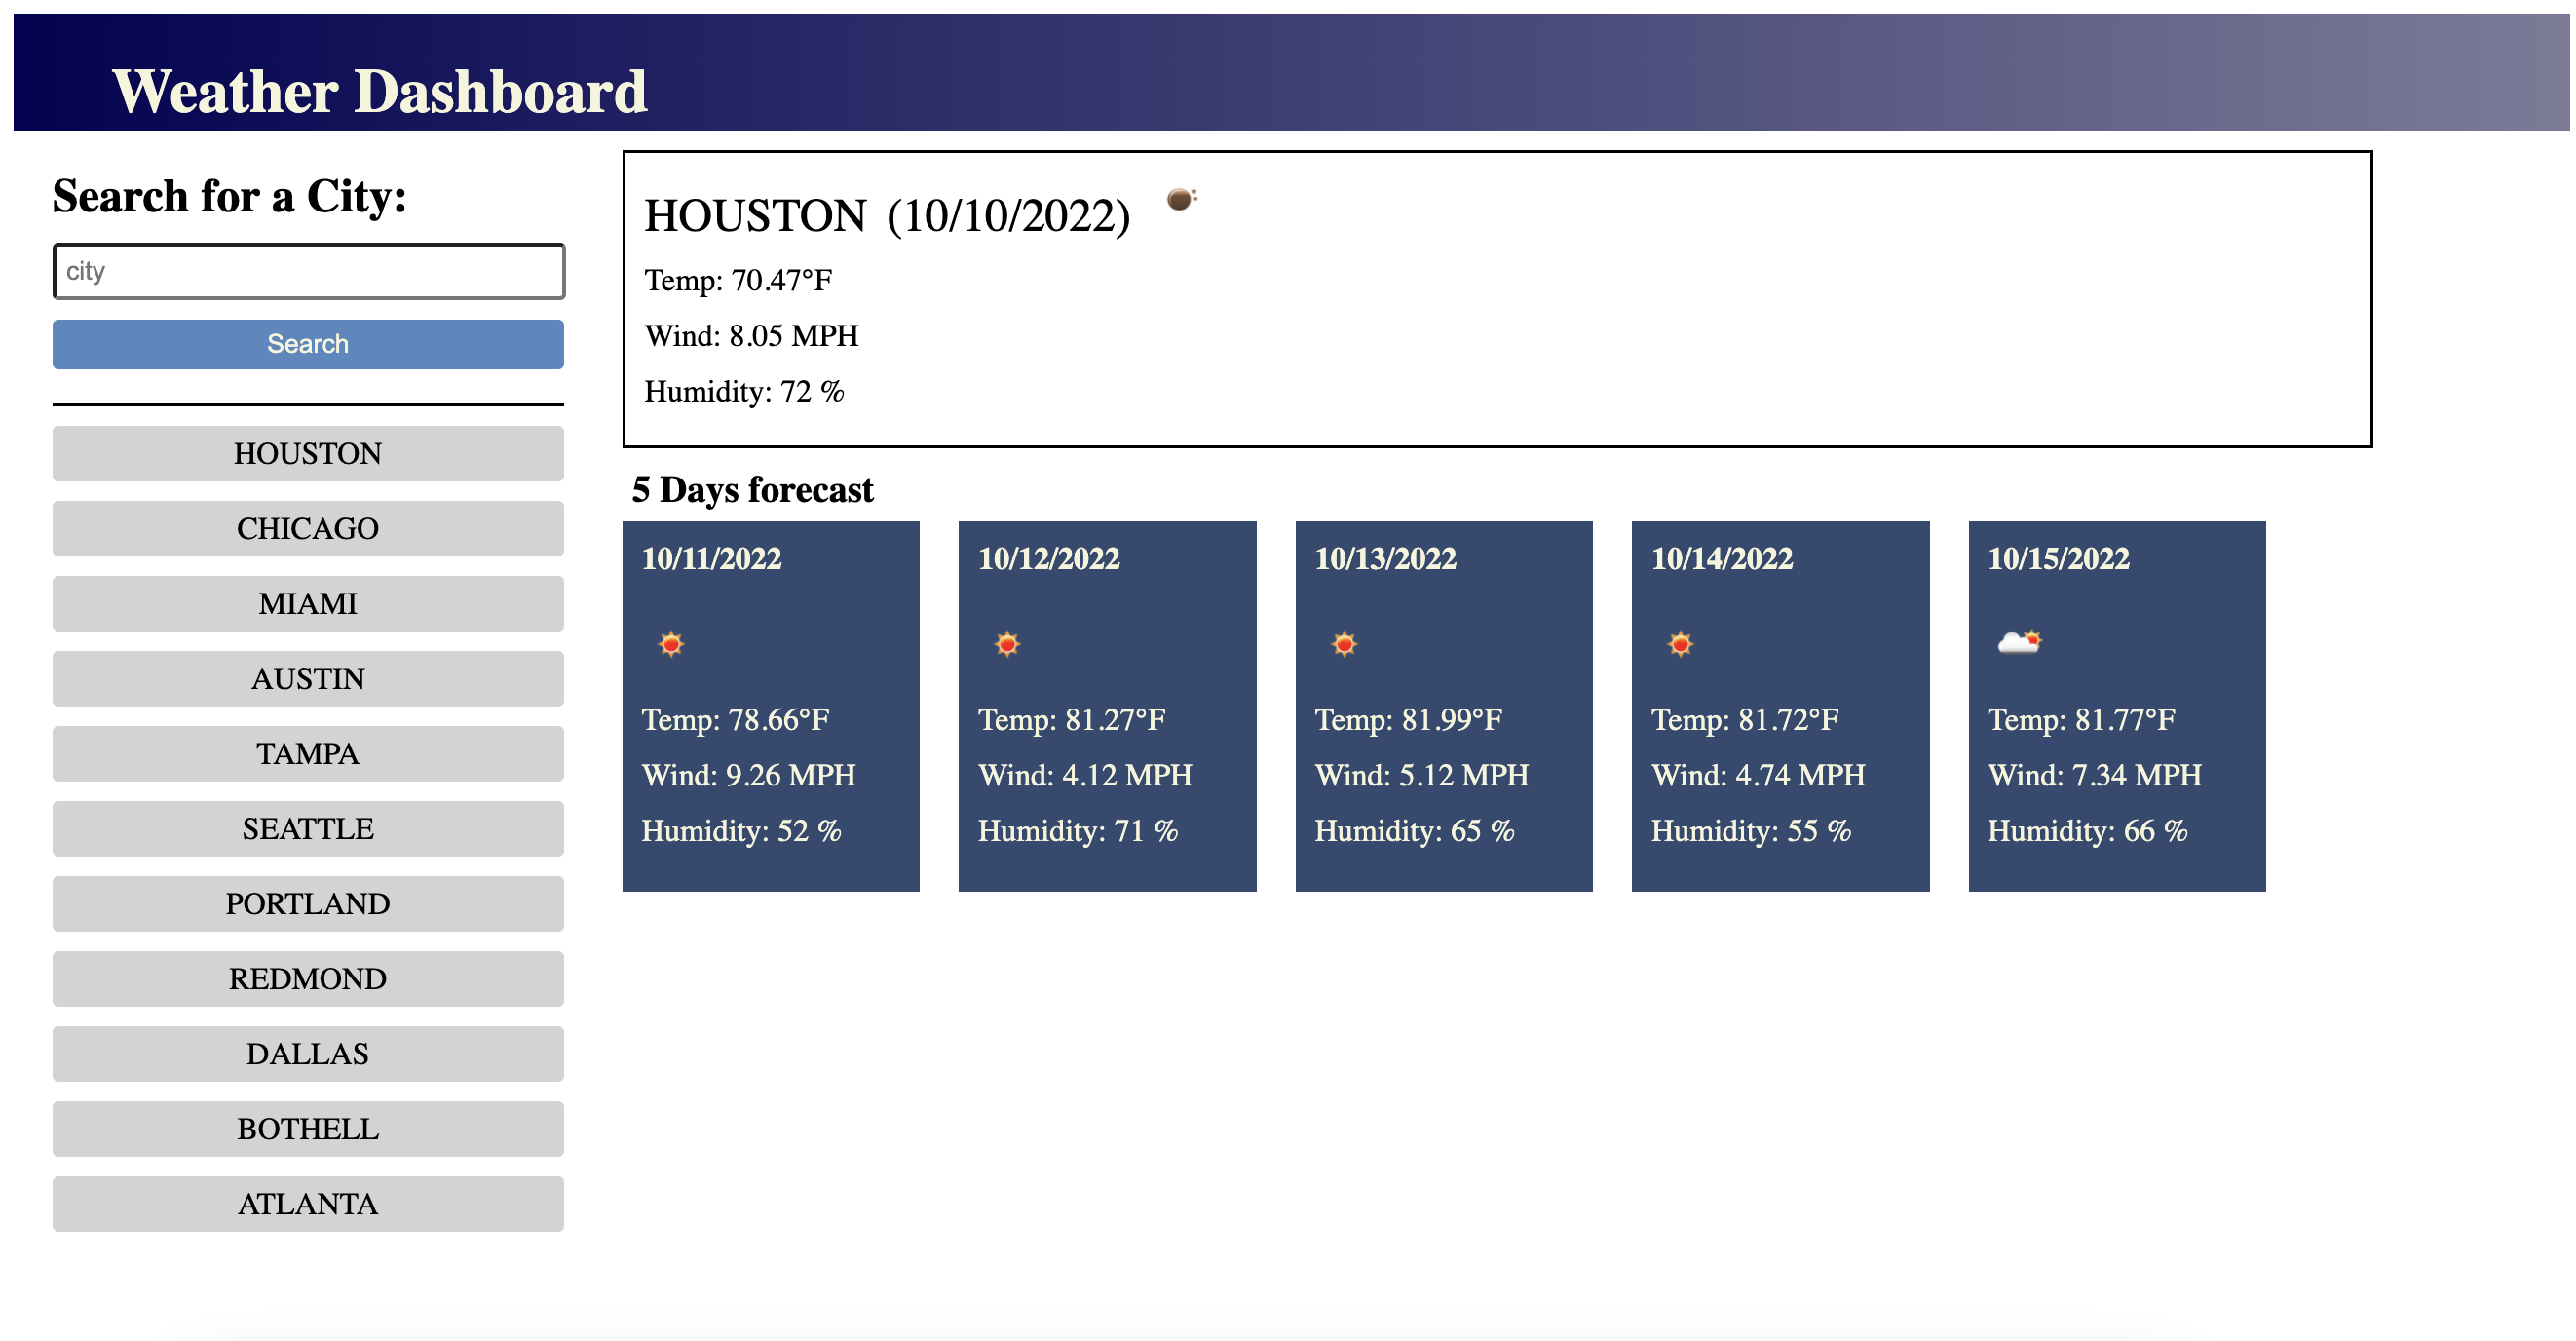 Weather Dashboard
Search for a City:
city
Search
HOUSTON
CHICAGO
MIAMI
AUSTIN
TAMPA
SEATTLE
PORTLAND
REDMOND
DALLAS
BOTHELL
ATLANTA
HOUSTON (10/10/2022)
Temp: 70.47°F
Wind: 8.05 MPH
Humidity: 72 %
5 Days forecast
10/11/2022
Temp: 78.66°F
Wind: 9.26 MPH
Humidity: 52 %
10/12/2022
Temp: 81.27°F
Wind: 4.12 MPH
Humidity: 71 %
10/13/2022
Temp: 81.99°F
Wind: 5.12 MPH
Humidity: 65 %
10/14/2022
Temp: 81.72°F
Wind: 4.74 MPH
Humidity: 55 %
10/15/2022
Temp: 81.77°F
Wind: 7.34 MPH
Humidity: 66 %